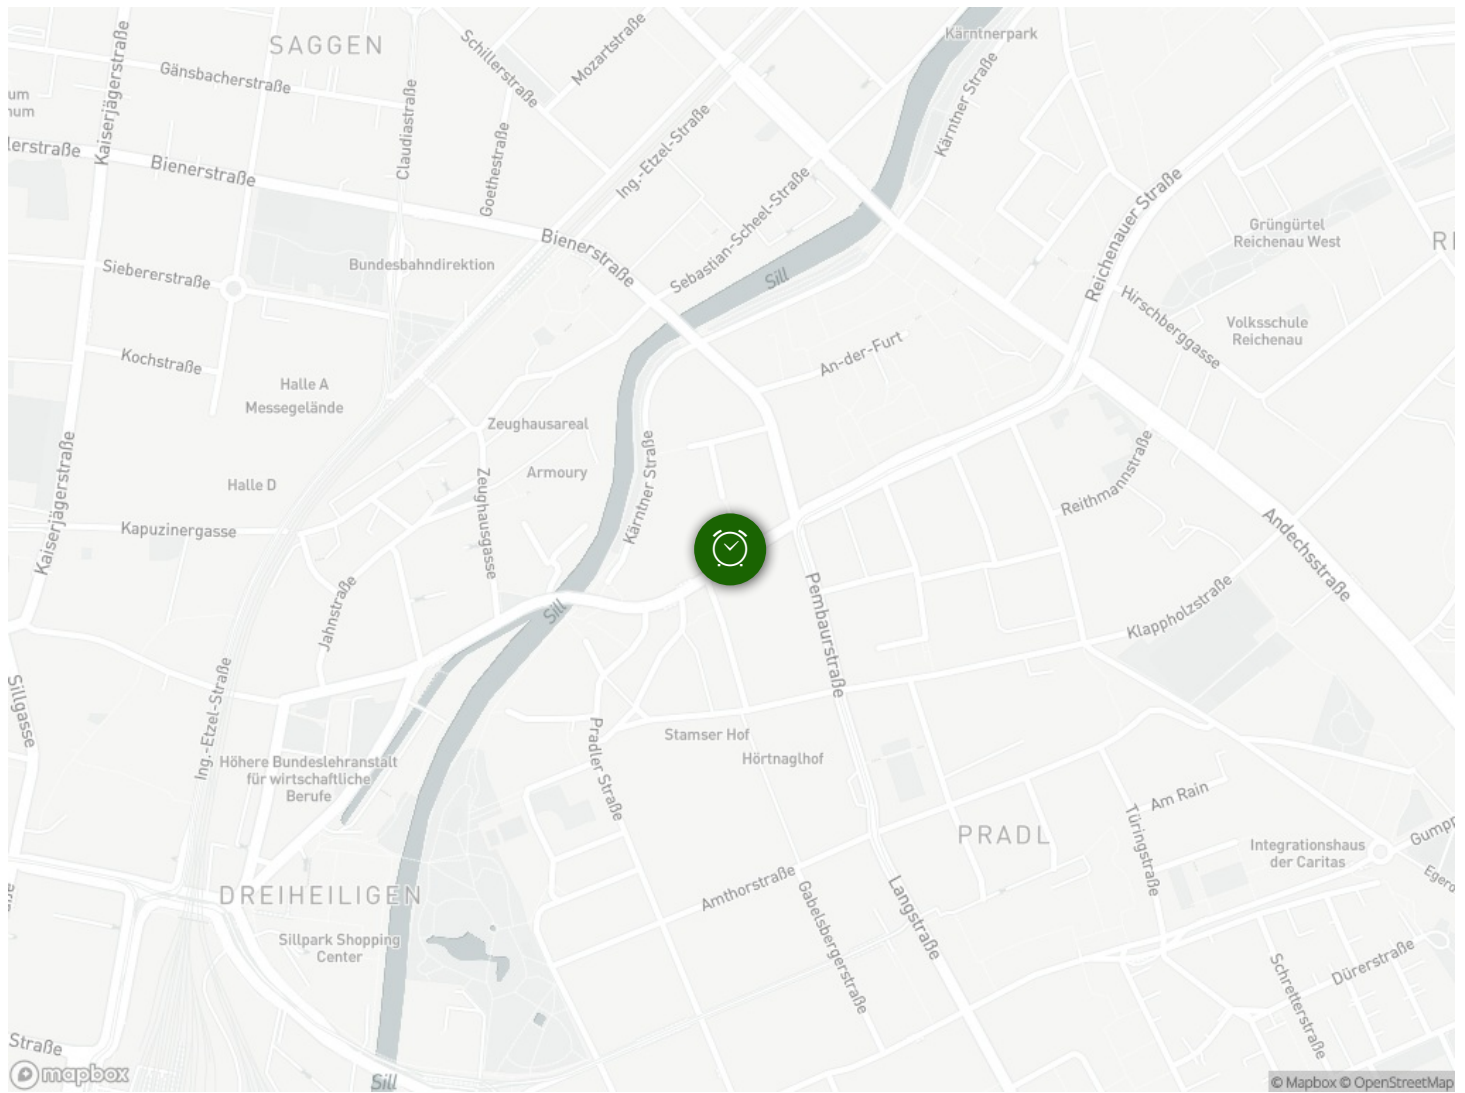 Kärntnerpark
SAGGEN
Schillerstraße
Mozartstraße
Gänsbacherstraße
Kaiserjägerstraße
Claudiastraße
Goethestraße
Ing.-Etzel-Straße
Kärntner Straße
um
num
lerstraße
Bienerstraße
Sebastian-Scheel-Straße
Reichenauer Straße
Grüngürtel
Reichenau West
RE
Bienerstraße
Bundesbahndirektion
Siebererstraße
Sill
Hirschberggasse
Volksschule
Reichenau
An-der-Furt
Kochstraße
Halle A
Messegelände
Zeughausareal
Armoury
Kärntner Straße
Zeughausgasse
Halle D
Reithmannstraße
Kaiserjägerstraße
Kapuzinergasse
Andechsstraße
Jahnstraße
Sill
Pembaurstraße
Klappholzstraße
Sillgasse
Ing.-Etzel-Straße
Pradler Straße
Stamser Hof
Hörtnaglhof
Höhere Bundeslehranstalt
für wirtschaftliche
Berufe
Am Rain
Türingstraße
PRADL
Integrationshaus
der Caritas
Gumpp
Egero
DREIHEILIGEN
Amthorstraße
Gabelsbergerstraße
Langstraße
Sillpark Shopping
Center
Dürerstraße
Schretterstraße
Straße
mapbox
Sill
© Mapbox © OpenStreetMap